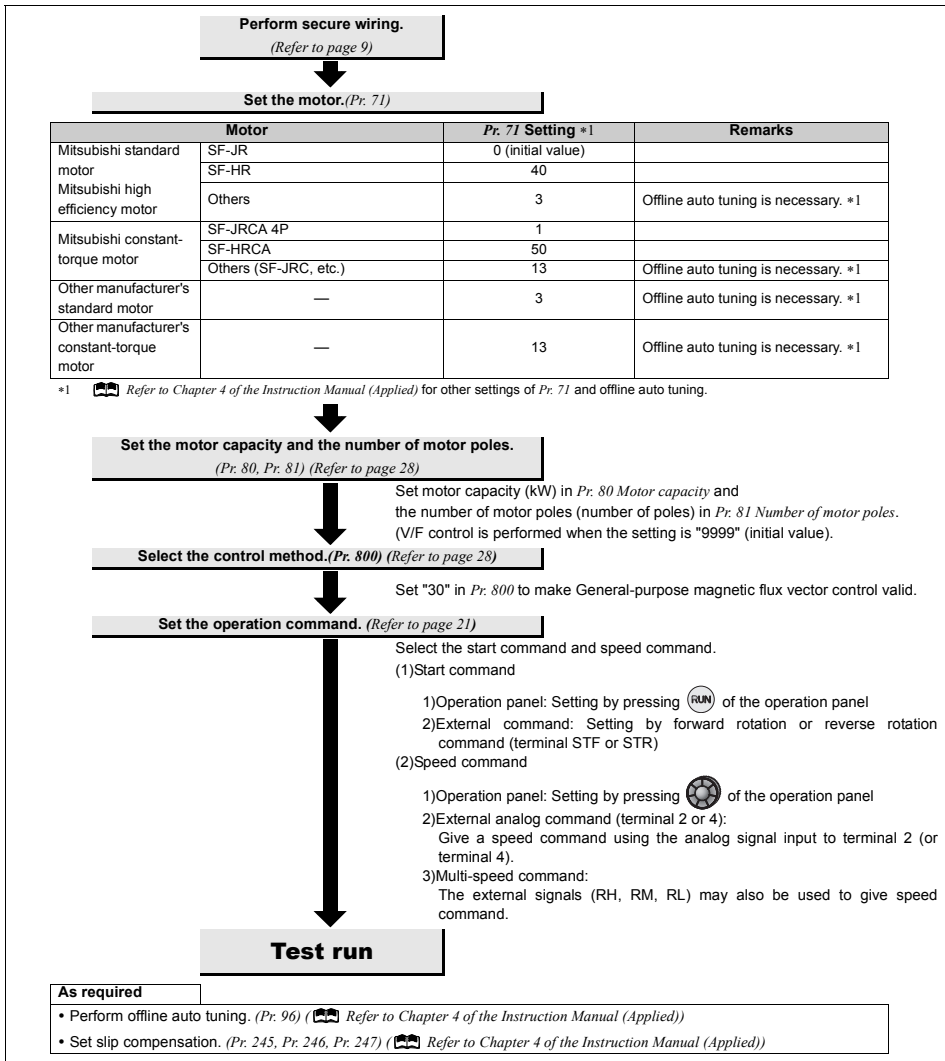 Perform secure wiring.
(Refer to page 9)
Set the motor.(Pr. 71)
Motor Pr. 71 Setting *1 Remarks
Mitsubishi standard motor
Mitsubishi high efficiency motor
SF-JR 0 (initial value)
SF-HR 40
Others 3 Offline auto tuning is necessary. *1
Mitsubishi constant-torque motor
SF-JRCA 4P 1
SF-HRCA 50
Others (SF-JRC, etc.) 13 Offline auto tuning is necessary. *1
Other manufacturer's standard motor — 3 Offline auto tuning is necessary. *1
Other manufacturer's constant-torque motor — 13 Offline auto tuning is necessary. *1
*1 Refer to Chapter 4 of the Instruction Manual (Applied) for other settings of Pr. 71 and offline auto tuning.
Set the motor capacity and the number of motor poles.
(Pr. 80, Pr. 81) (Refer to page 28)
Set motor capacity (kW) in Pr. 80 Motor capacity and
the number of motor poles (number of poles) in Pr. 81 Number of motor poles.
(V/F control is performed when the setting is "9999" (initial value).
Select the control method.(Pr. 800) (Refer to page 28)
Set "30" in Pr. 800 to make General-purpose magnetic flux vector control valid.
Set the operation command. (Refer to page 21)
Select the start command and speed command.
(1)Start command
1)Operation panel: Setting by pressing RUN of the operation panel
2)External command: Setting by forward rotation or reverse rotation
command (terminal STF or STR)
(2)Speed command
1)Operation panel: Setting by pressing of the operation panel
2)External analog command (terminal 2 or 4):
Give a speed command using the analog signal input to terminal 2 (or
terminal 4).
3)Multi-speed command:
The external signals (RH, RM, RL) may also be used to give speed
command.
Test run
As required
• Perform offline auto tuning. (Pr. 96) ( Refer to Chapter 4 of the Instruction Manual (Applied))
• Set slip compensation. (Pr. 245, Pr. 246, Pr. 247) ( Refer to Chapter 4 of the Instruction Manual (Applied))